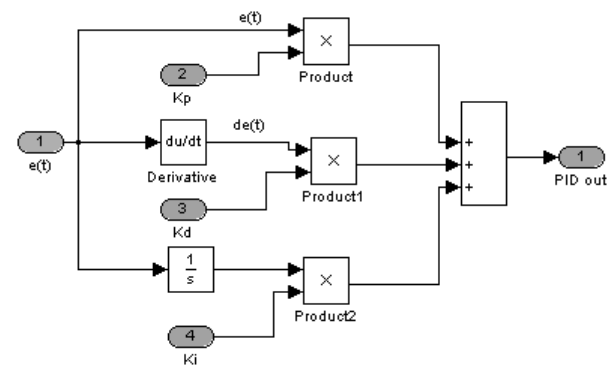 e(t)
×
Product
2
Kp
1
e(t)
du/dt
Derivative
de(t)
×
Product1
3
Kd
+
+
+
1
PID out
1
s
×
Product2
4
Ki